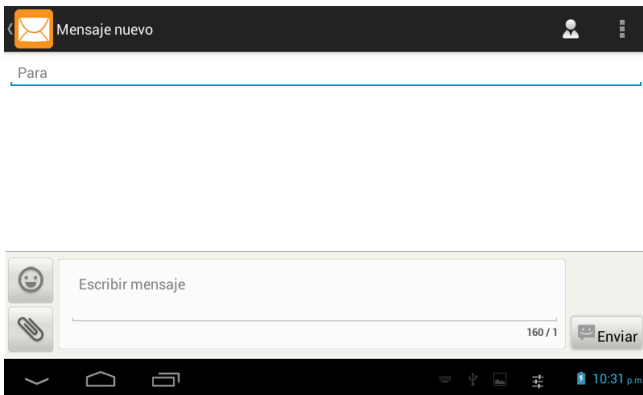 Mensaje nuevo
Para
Escribir mensaje
160 / 1
Enviar
10:31 p.m